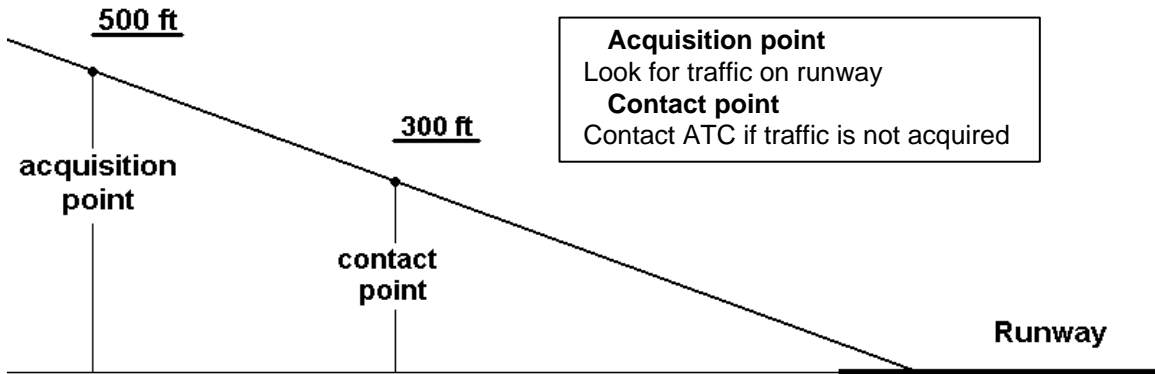 500 ft
Acquisition point
Look for traffic on runway
Contact point
Contact ATC if traffic is not acquired
300 ft
acquisition
point
contact
point
Runway